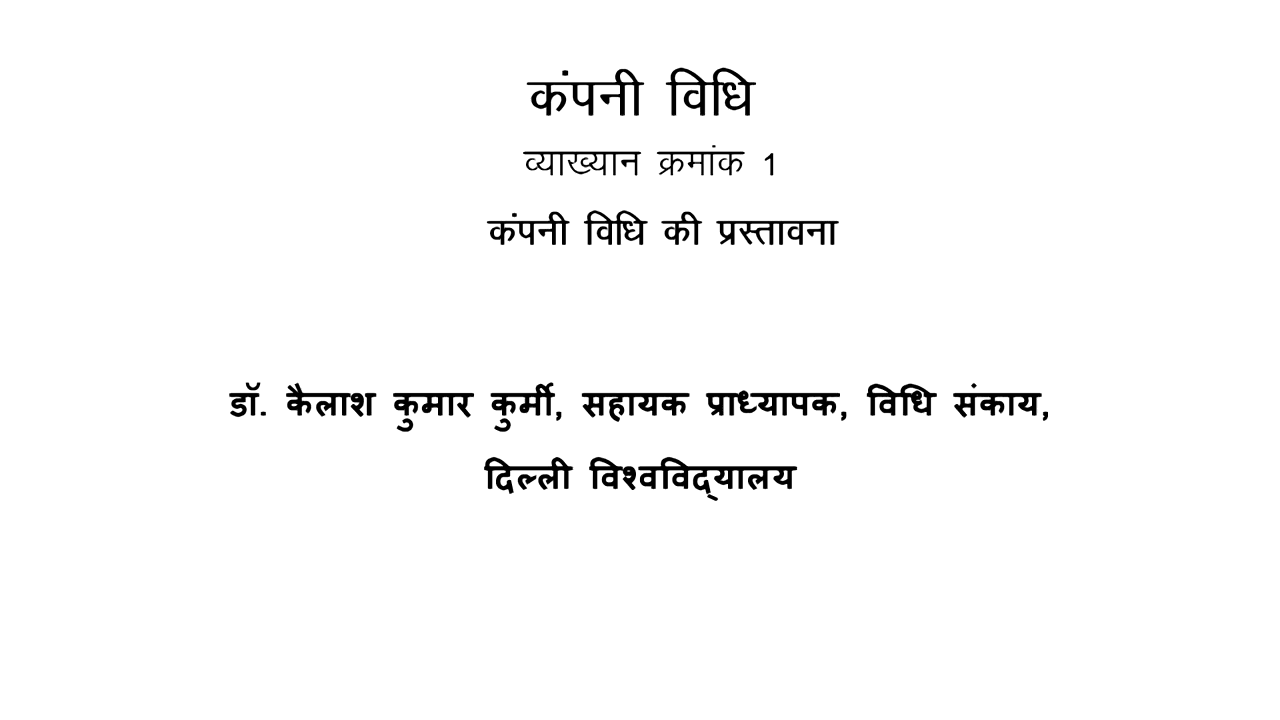 कंपनी विधि
व्याख्यान क्रमांक 1
कंपनी विधि की प्रस्तावना
डॉ. कैलाश कुमार कुर्मी, सहायक प्राध्यापक, विधि संकाय,
दिल्ली विश्वविद्यालय